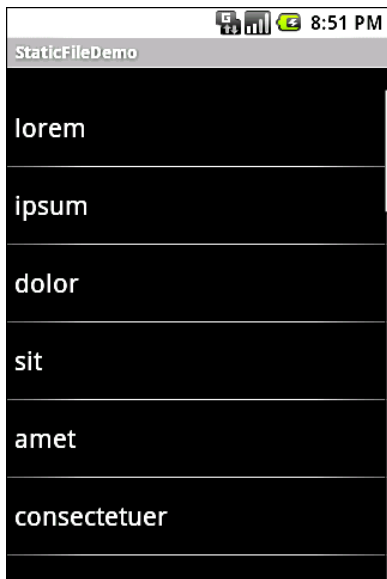 8:51 PM
StaticFileDemo
lorem
ipsum
dolor
sit
amet
consectetuer